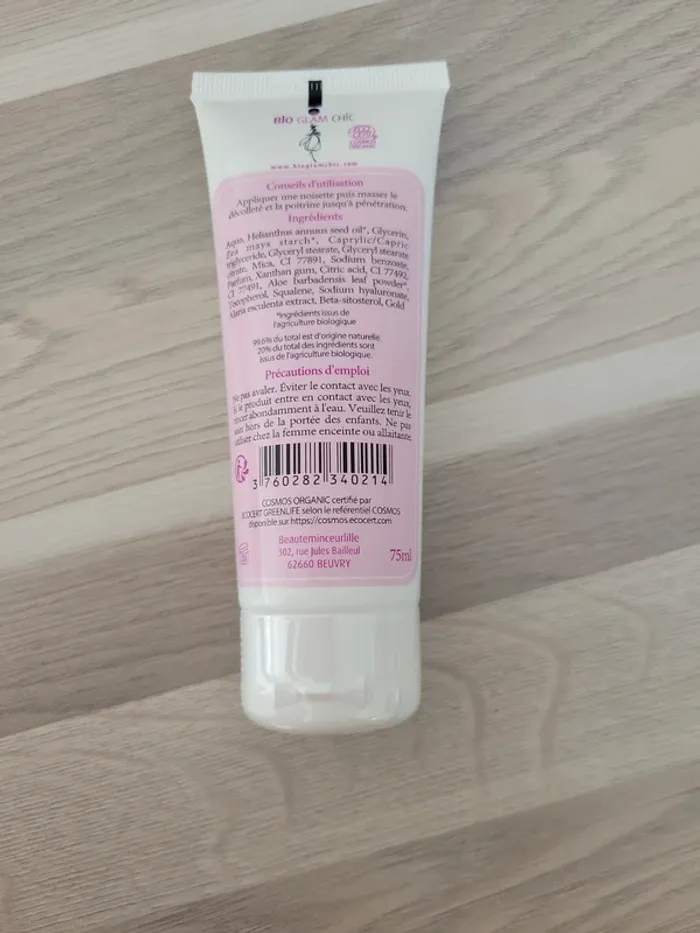 BIO GLAM CHIC
COSMOS
ORGANIC
www.bioglamchic.com
Conseils d'utilisation
Appliquer une noisette puis masser le
décolleté et la poitrine jusqu'à pénétration.
Ingrédients
Aqua, Helianthus annuus seed oil*, Glycerin,
Zea mays starch*, Caprylic/Capric
triglyceride, Glyceryl stearate, Glyceryl stearate
citrate, Mica, CI 77891, Sodium benzoate,
Parfum, Xanthan gum, Citric acid, CI 77492,
CI 77491, Aloe barbadensis leaf powder*,
Tocopherol, Squalene, Sodium hyaluronate,
Alaria esculenta extract, Beta-sitosterol, Gold
*Ingrédients issus de
l'agriculture biologique
99.6% du total est d'origine naturelle
20% du total des ingrédients sont
issus de l'agriculture biologique.
Précautions d'emploi
Ne pas avaler. Éviter le contact avec les yeux.
Si le produit entre en contact avec les yeux,
rincer abondamment à l'eau. Veuillez tenir le
hors de la portée des enfants. Ne pas
utiliser chez la femme enceinte ou allaitante
3 760282 340214
COSMOS ORGANIC certifié par
ECOCERT GREENLIFE selon le référentiel COSMOS
disponible sur https://cosmos.ecocert.com
Beauteminceurlille
302, rue Jules Bailleul
62660 BEUVRY
75ml